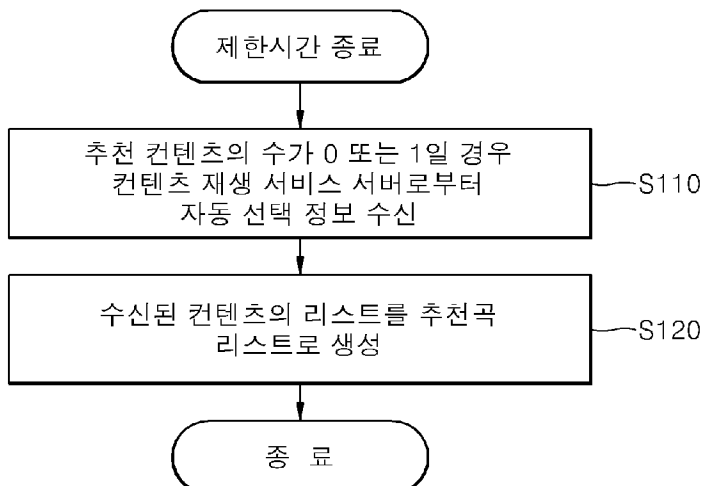 제한시간 종료
추천 컨텐츠의 수가 0 또는 1일 경우
컨텐츠 재생 서비스 서버로부터
자동 선택 정보 수신
S110
수신된 컨텐츠의 리스트를 추천곡
리스트로 생성
S120
종 료